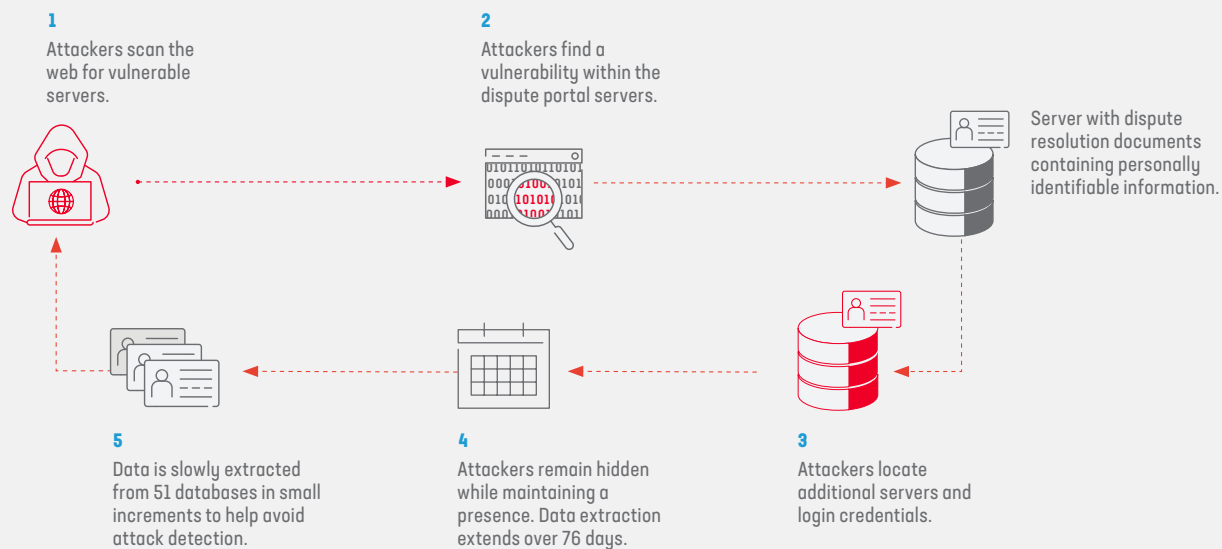 1
Attackers scan the
web for vulnerable
servers.
2
Attackers find a
vulnerability within the
dispute portal servers.
Server with dispute
resolution documents
containing personally
identifiable information.
5
Data is slowly extracted
from 51 databases in small
increments to help avoid
attack detection.
4
Attackers remain hidden
while maintaining a
presence. Data extraction
extends over 76 days.
3
Attackers locate
additional servers and
login credentials.